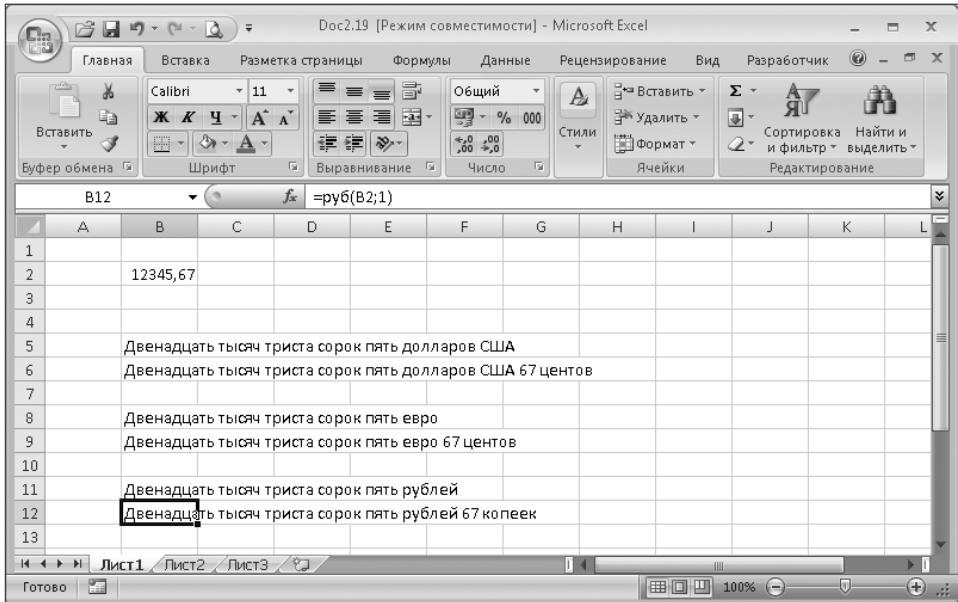 Doc2.19 [Режим совместимости] - Microsoft Excel
Главная Вставка Разметка страницы Формулы Данные Рецензирование Вид Разработчик
Calibri 11 Общий Вставить Σ
Ж К Ч % 000 Удалить
Вставить Стили Формат Сортировка и фильтр Найти и выделить
Буфер обмена Шрифт Выравнивание Число Ячейки Редактирование
B12 fx =руб(B2;1)
A B C D E F G H I J K L
1
2 12345,67
3
4
5 Двенадцать тысяч триста сорок пять долларов США
6 Двенадцать тысяч триста сорок пять долларов США 67 центов
7
8 Двенадцать тысяч триста сорок пять евро
9 Двенадцать тысяч триста сорок пять евро 67 центов
10
11 Двенадцать тысяч триста сорок пять рублей
12 Двенадцать тысяч триста сорок пять рублей 67 копеек
13
Лист1 Лист2 Лист3
Готово 100%